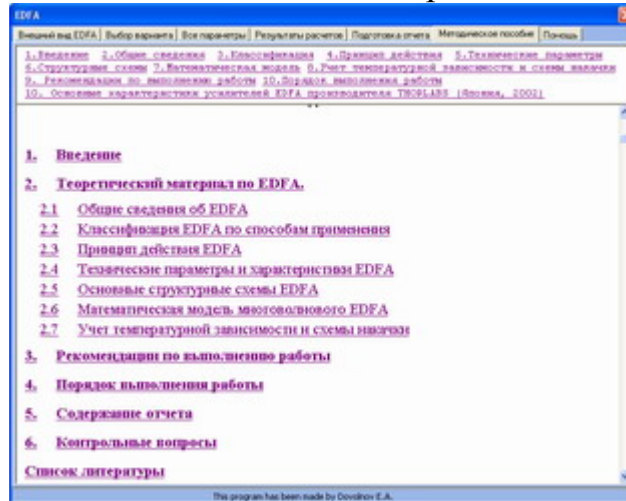 EDFA
Внешний вид EDFA Выбор варианта Все параметры Результаты расчетов Подготовка отчета Методическое пособие Помощь
1.Введение 2.Общие сведения 3.Классификация 4.Принцип действия 5.Технические параметры
6.Структурные схемы 7.Математическая модель 8.Учет температурной зависимости и схемы накачки
9. Рекомендации по выполнению работы 10.Порядок выполнения работы
10. Основные характеристики усилителей EDFA производителя THORLABS (Япония, 2002)
1. Введение
2. Теоретический материал по EDFA.
2.1 Общие сведения об EDFA
2.2 Классификация EDFA по способам применения
2.3 Принцип действия EDFA
2.4 Технические параметры и характеристики EDFA
2.5 Основные структурные схемы EDFA
2.6 Математическая модель многоволнового EDFA
2.7 Учет температурной зависимости и схемы накачки
3. Рекомендации по выполнению работы
4. Порядок выполнения работы
5. Содержание отчета
6. Контрольные вопросы
Список литературы
This program has been made by Dovolnov E.A.